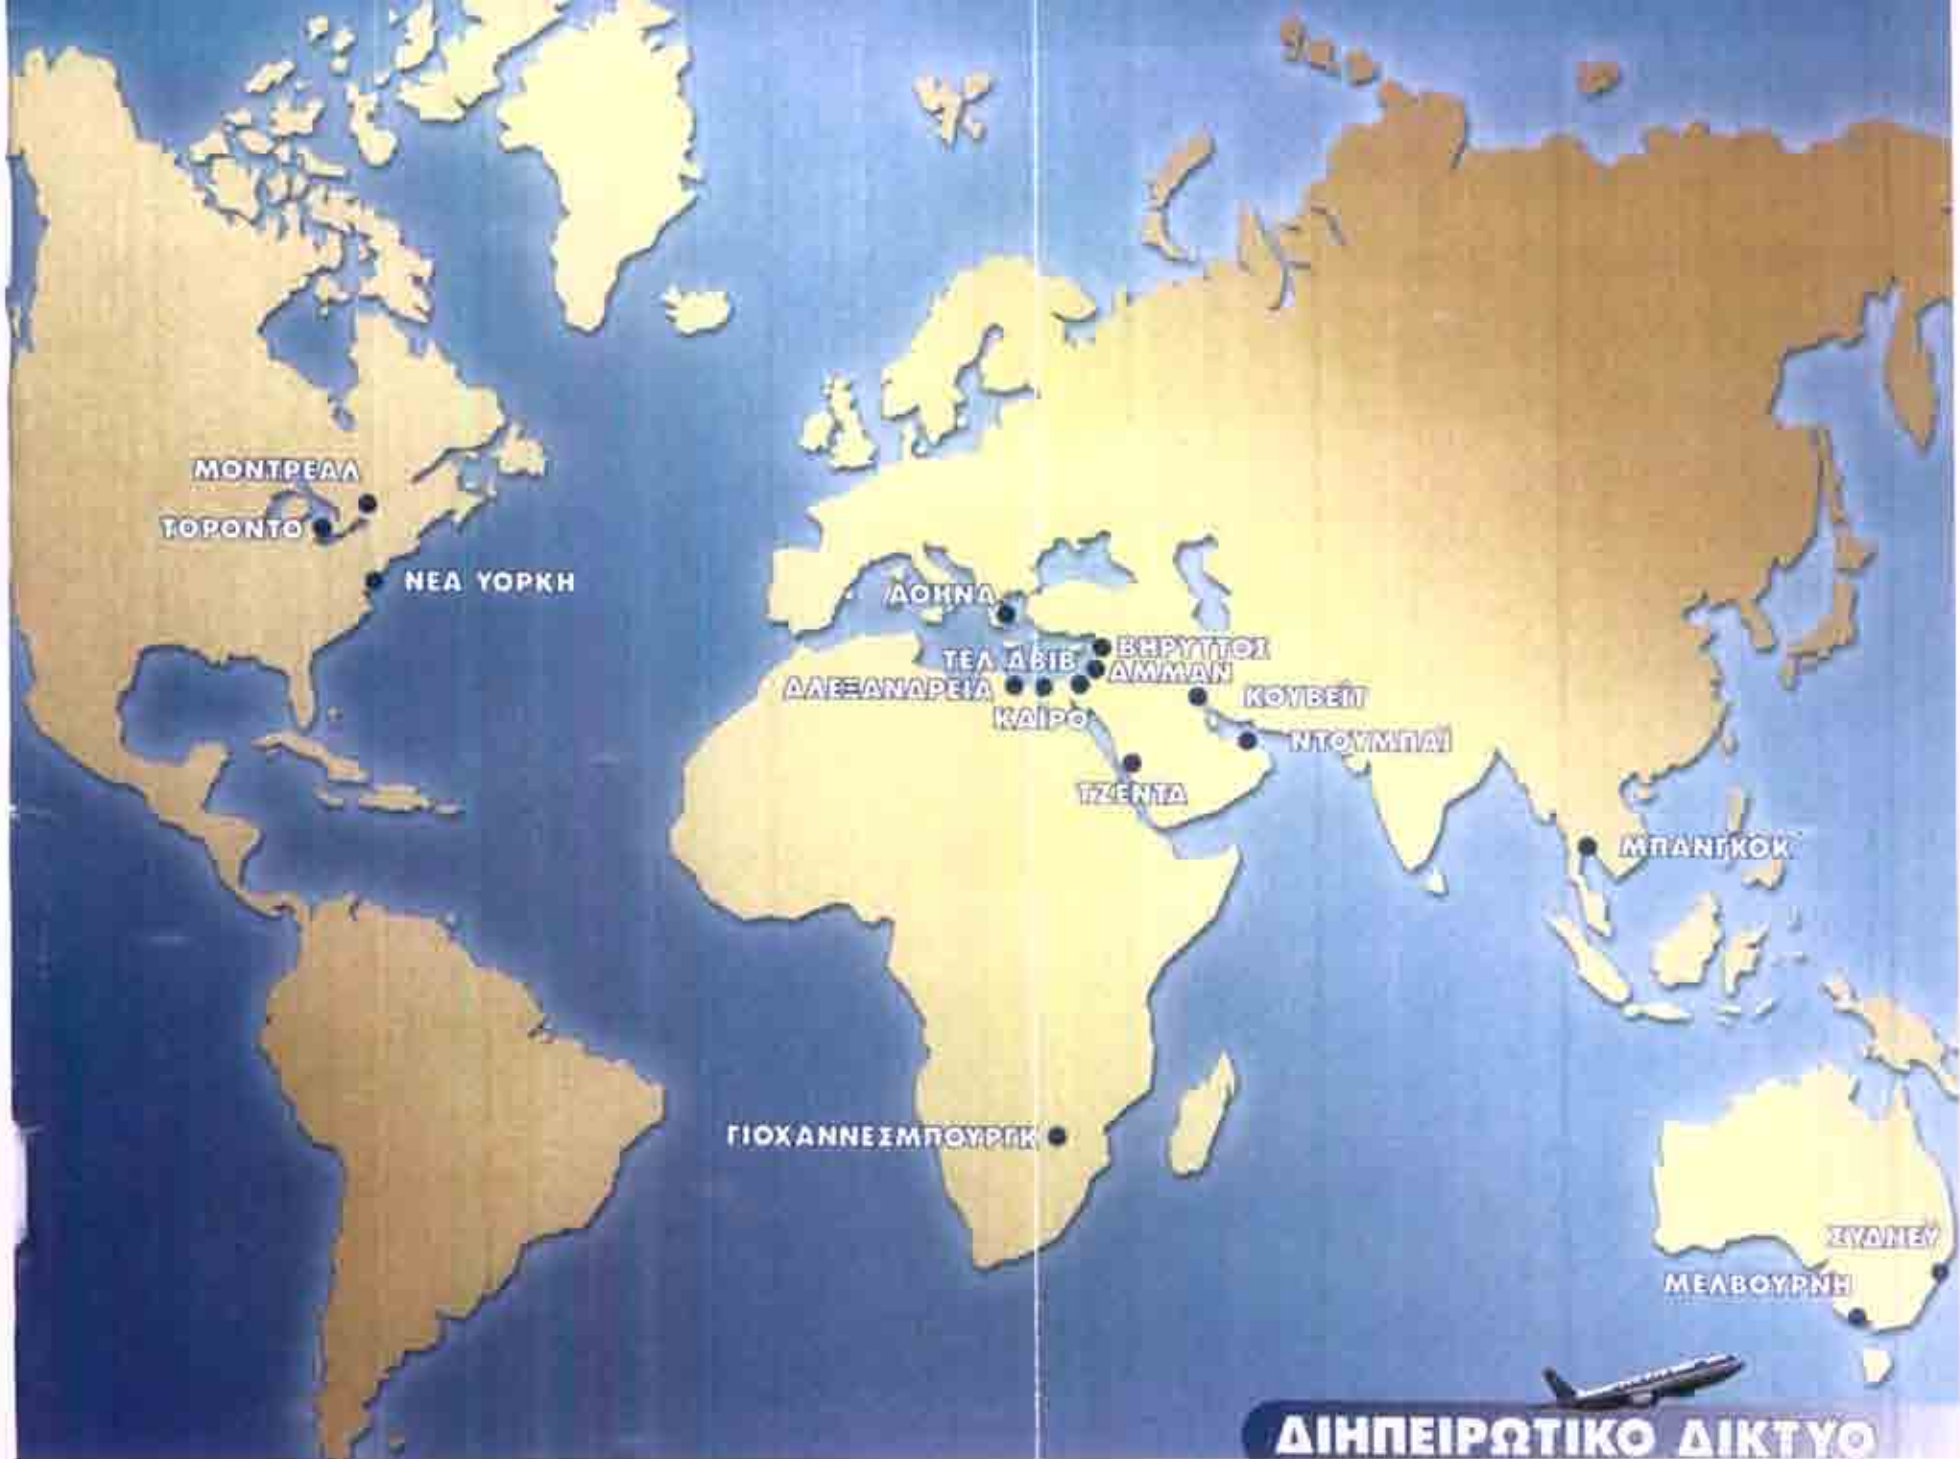 ΜΟΝΤΡΕΑΛ
ΤΟΡΟΝΤΟ
ΝΕΑ ΥΟΡΚΗ
ΑΘΗΝΑ
ΒΗΡΥΤΤΟΣ
ΤΕΛ ΑΒΙΒ
ΑΜΜΑΝ
ΑΛΕΞΑΝΔΡΕΙΑ
ΚΟΥΒΕΪΤ
ΚΑΪΡΟ
ΝΤΟΥΜΠΑΪ
ΤΖΕΝΤΑ
ΜΠΑΝΓΚΟΚ
ΓΙΟΧΑΝΝΕΣΜΠΟΥΡΓΚ
ΣΥΔΝΕΥ
ΜΕΛΒΟΥΡΝΗ
ΔΙΗΠΕΙΡΩΤΙΚΟ ΔΙΚΤΥΟ